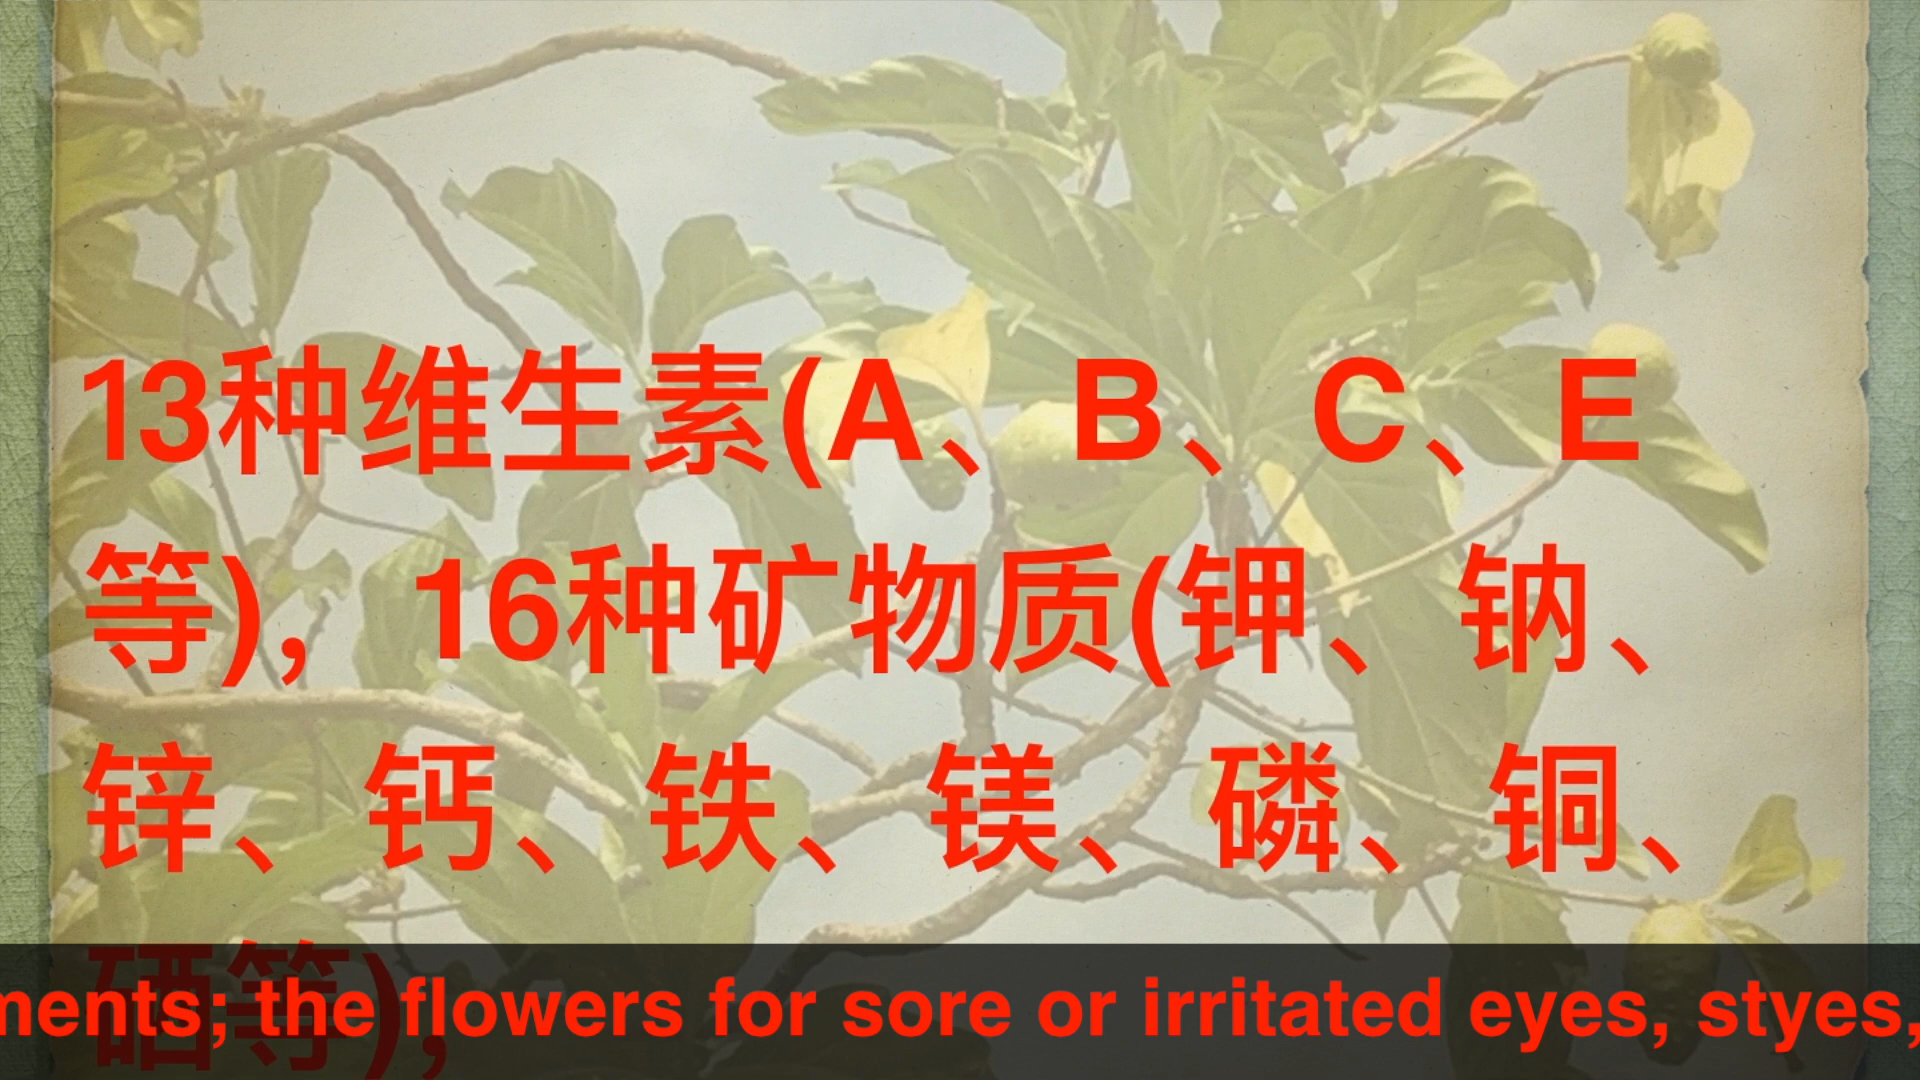 13种维生素(A、B、C、E
等)，16种矿物质(钾、钠、
锌、钙、铁、镁、磷、铜、
硒等)，
ments; the flowers for sore or irritated eyes, styes,